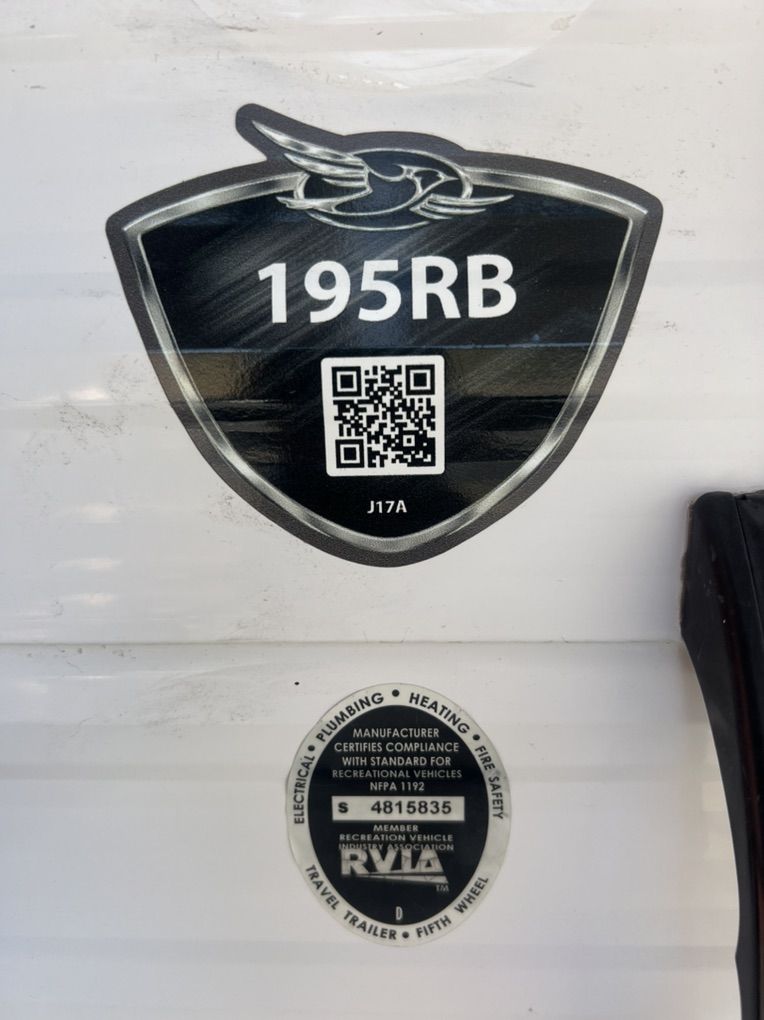 195RB
J17A
ELECTRICAL • PLUMBING • HEATING • FIRE SAFETY
MANUFACTURER
CERTIFIES COMPLIANCE
WITH STANDARD FOR
RECREATIONAL VEHICLES
NFPA 1192
S 4815835
MEMBER
RECREATION VEHICLE
INDUSTRY ASSOCIATION
RVIA
TM
D
TRAVEL TRAILER • FIFTH WHEEL